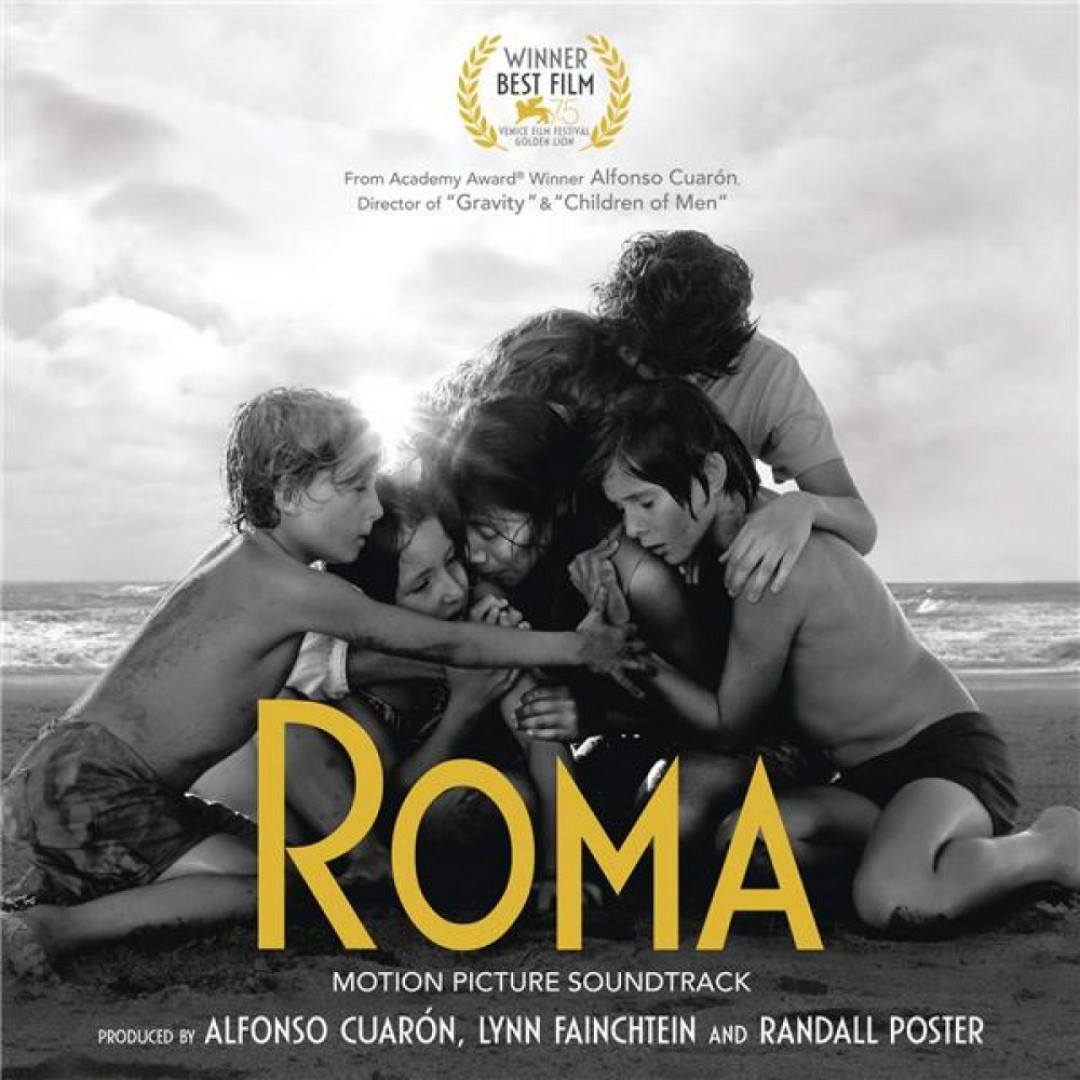 WINNER
BEST FILM
75
VENICE FILM FESTIVAL
GOLDEN LION
From Academy Award® Winner Alfonso Cuarón,
Director of "Gravity" & "Children of Men"
ROMA
MOTION PICTURE SOUNDTRACK
PRODUCED BY ALFONSO CUARÓN, LYNN FAINCHTEIN AND RANDALL POSTER